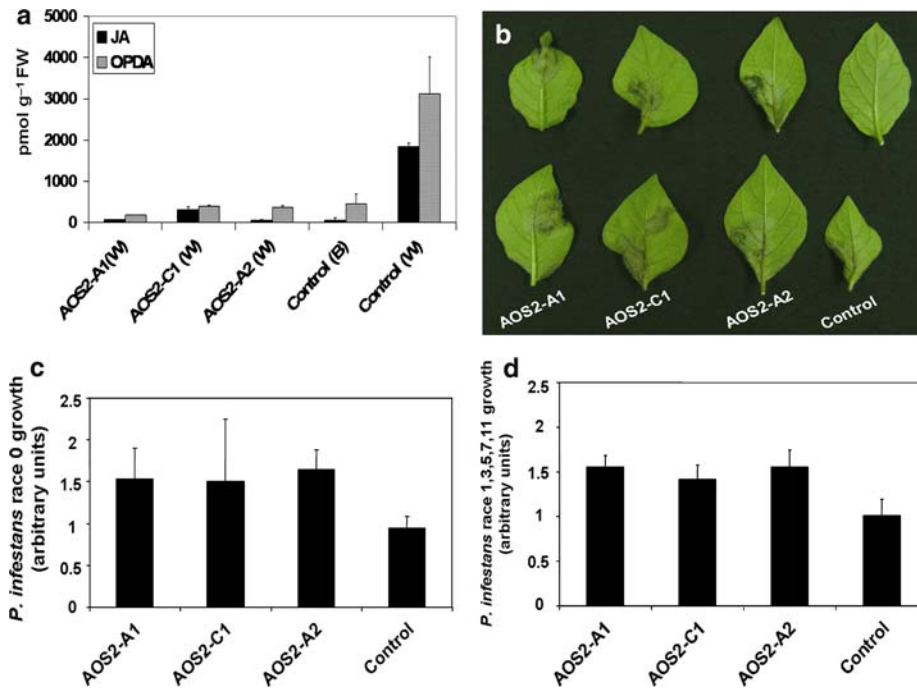 a
5000
4000
3000
2000
1000
0
pmol g⁻¹ FW
JA
OPDA
AOS2-A1(W)
AOS2-C1 (W)
AOS2-A2 (W)
Control (B)
Control (W)
b
AOS2-A1
AOS2-C1
AOS2-A2
Control
c
2.5
2
1.5
1
0.5
0
P. infestans race 0 growth
(arbitrary units)
AOS2-A1
AOS2-C1
AOS2-A2
Control
d
2.5
2
1.5
1
0.5
0
P. infestans race 1,3,5,7,11 growth
(arbitrary units)
AOS2-A1
AOS2-C1
AOS2-A2
Control